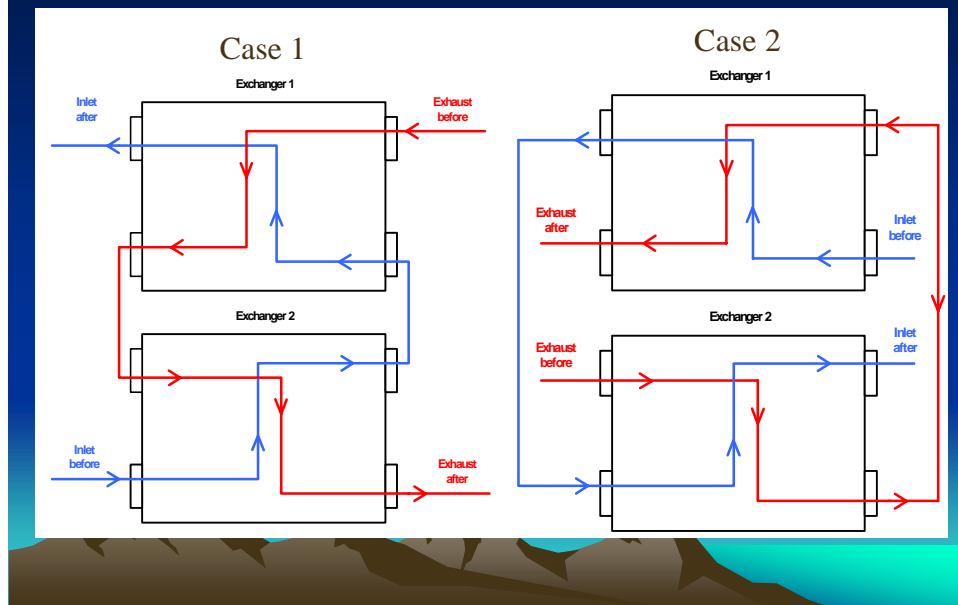 Case 1
Exchanger 1
Inlet
after
Exhaust
before
Exchanger 2
Inlet
before
Exhaust
after
Case 2
Exchanger 1
Exhaust
after
Inlet
before
Exchanger 2
Exhaust
before
Inlet
after